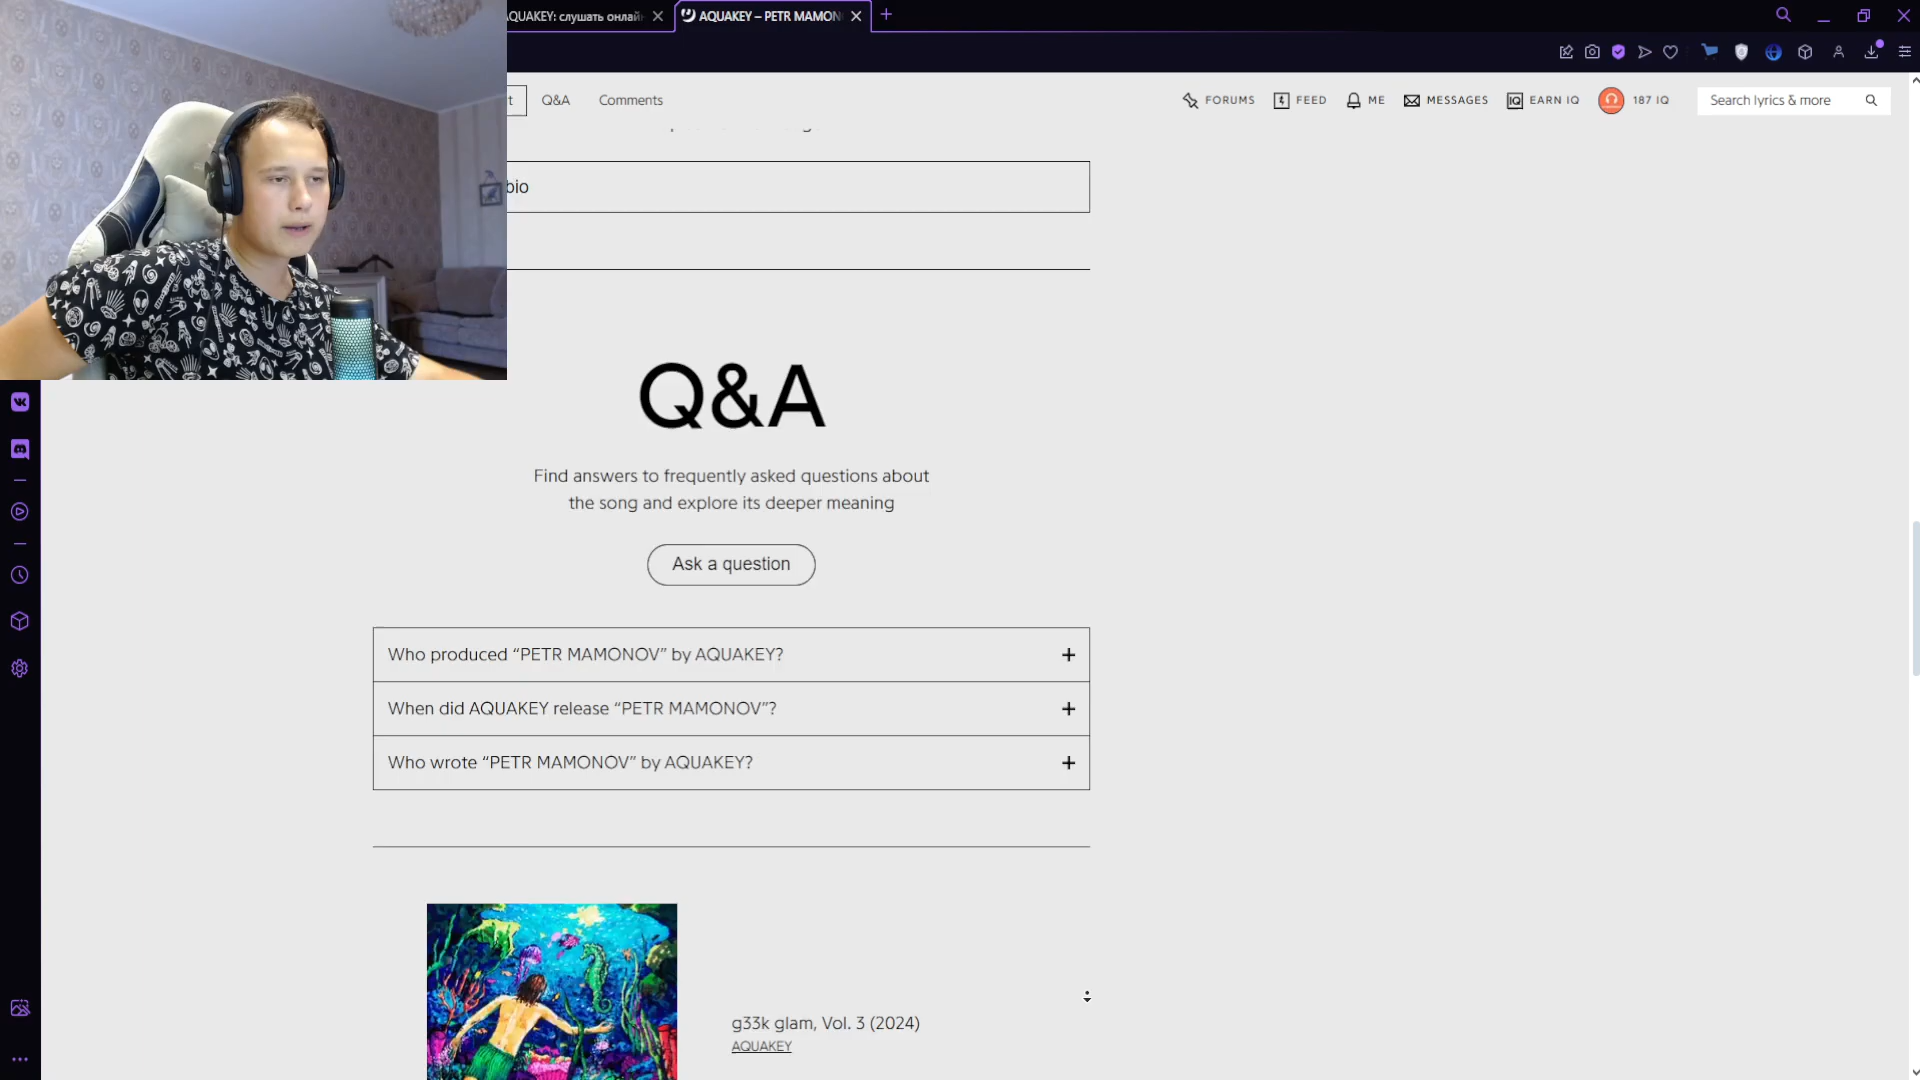 AQUAKEY: слушать онлай
AQUAKEY – PETR MAMON
t
Q&A
Comments
FORUMS
FEED
ME
MESSAGES
EARN IQ
187 IQ
Search lyrics & more
bio
Q&A
Find answers to frequently asked questions about
the song and explore its deeper meaning
Ask a question
Who produced “PETR MAMONOV” by AQUAKEY?
When did AQUAKEY release “PETR MAMONOV”?
Who wrote “PETR MAMONOV” by AQUAKEY?
g33k glam, Vol. 3 (2024)
AQUAKEY